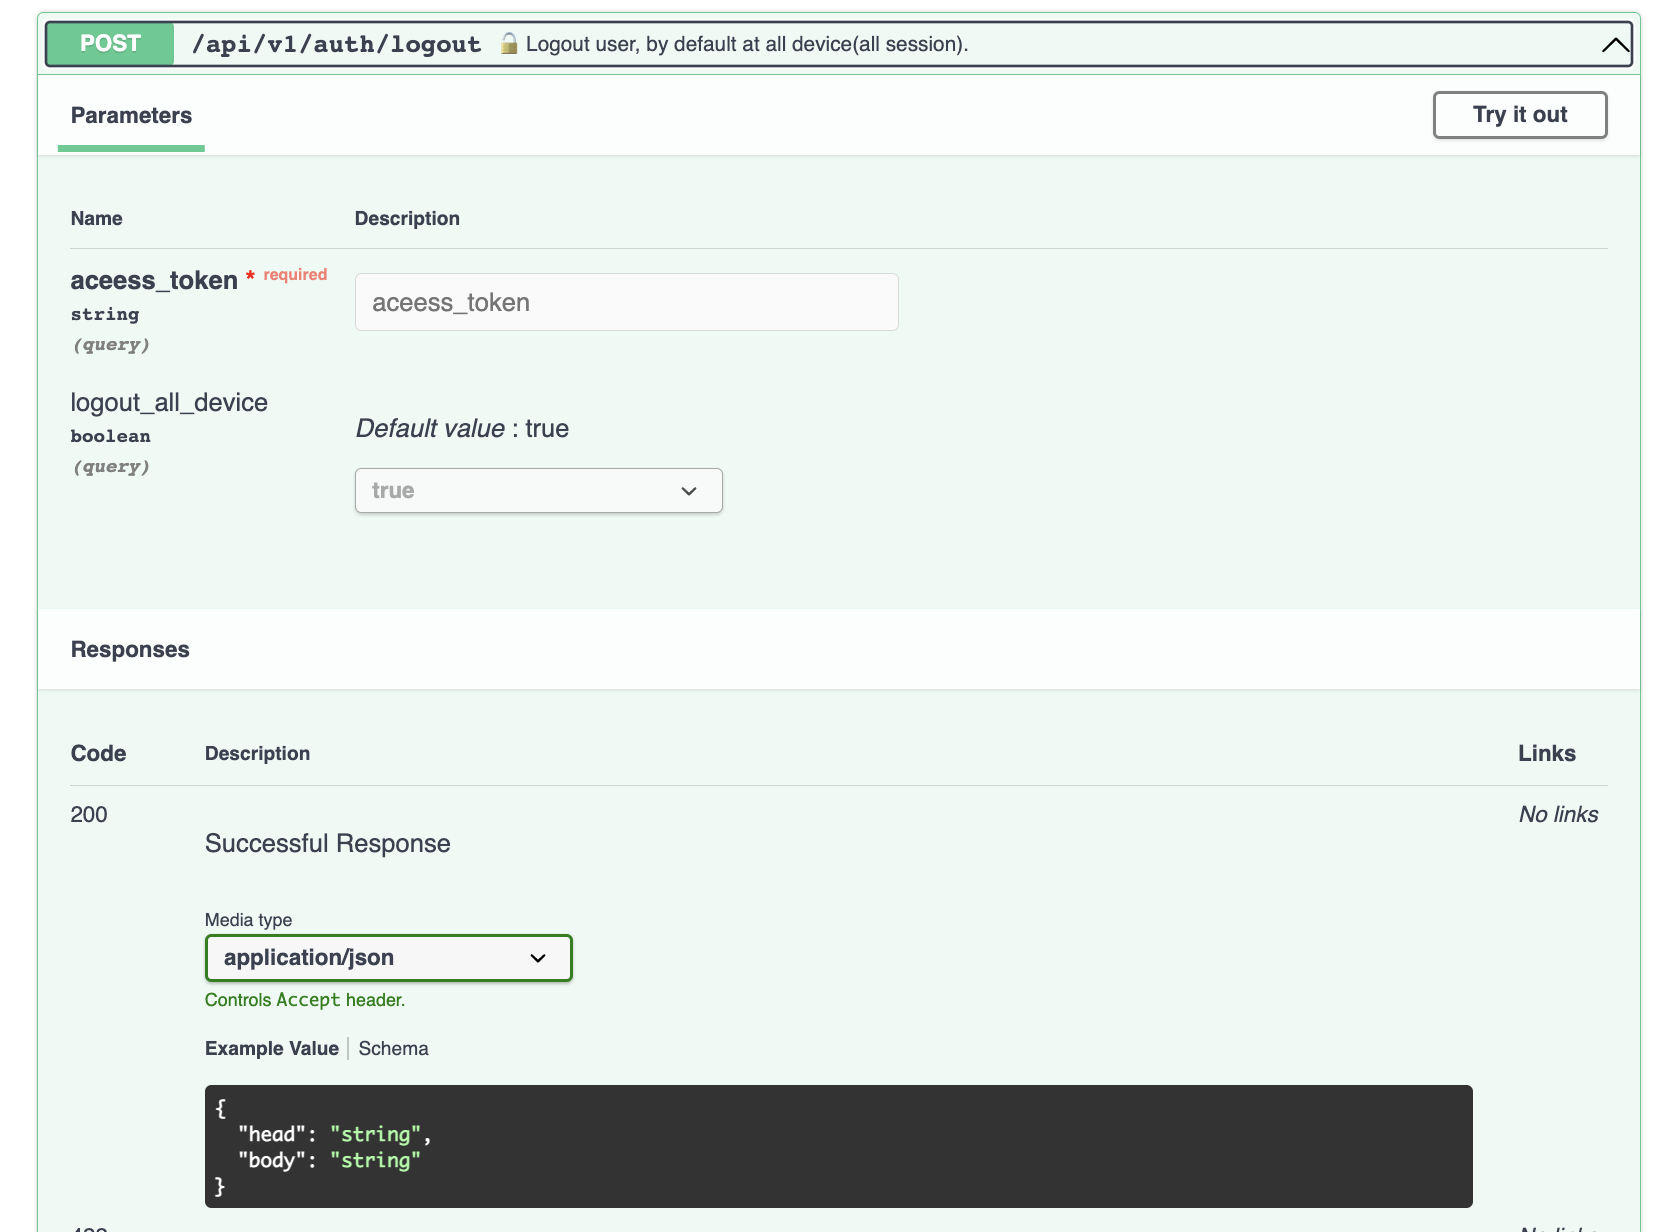 POST /api/v1/auth/logout 🔓 Logout user, by default at all device(all session).
Parameters
Try it out
Name Description
aceess_token * required
string
(query)
aceess_token
logout_all_device
boolean
(query)
Default value : true
true
Responses
Code Description Links
200
Successful Response
No links
Media type
application/json
Controls Accept header.
Example Value Schema
{
"head": "string",
"body": "string"
}